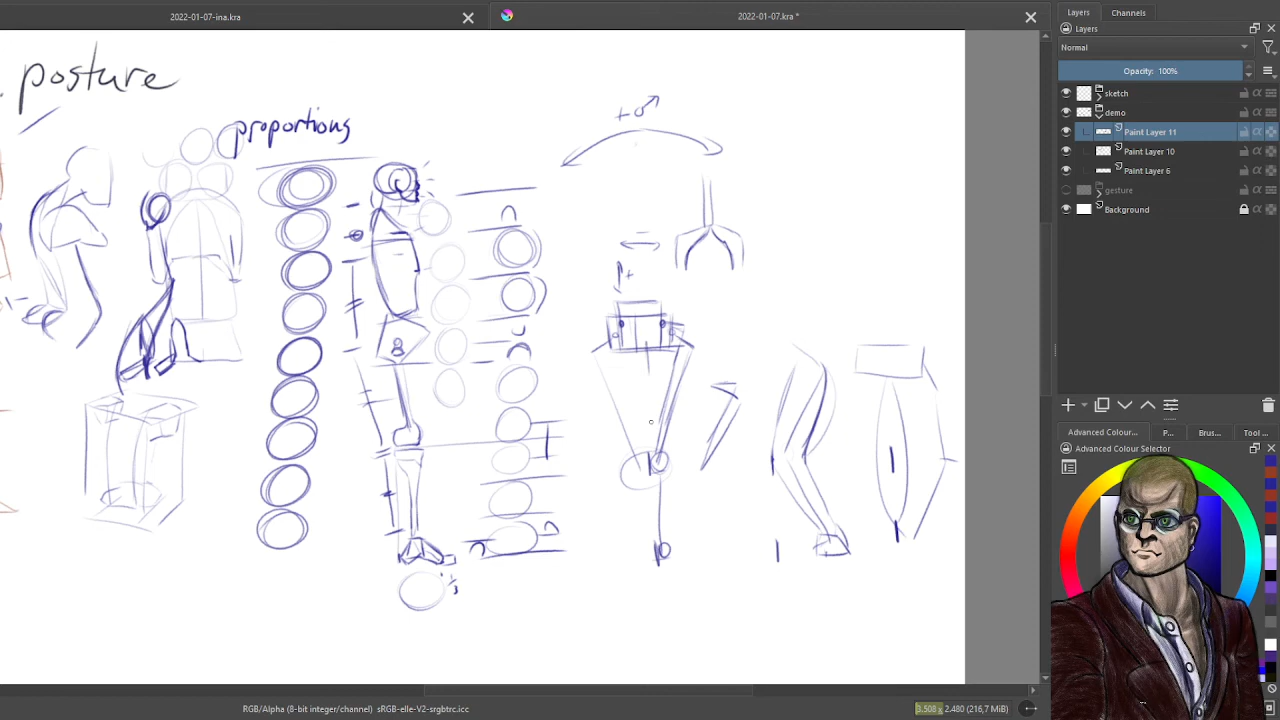 2022-01-07-ina.kra
2022-01-07.kra *
Layers
Channels
Layers
Normal
Opacity: 100%
sketch
demo
Paint Layer 11
Paint Layer 10
Paint Layer 6
gesture
Background
posture
proportions
8
Advanced Colour...
P...
Brus...
Tool ...
Advanced Colour Selector
RGB/Alpha (8-bit integer/channel) sRGB-elle-V2-srgbtrc.icc
3.508 x 2.480 (216,7 MiB)